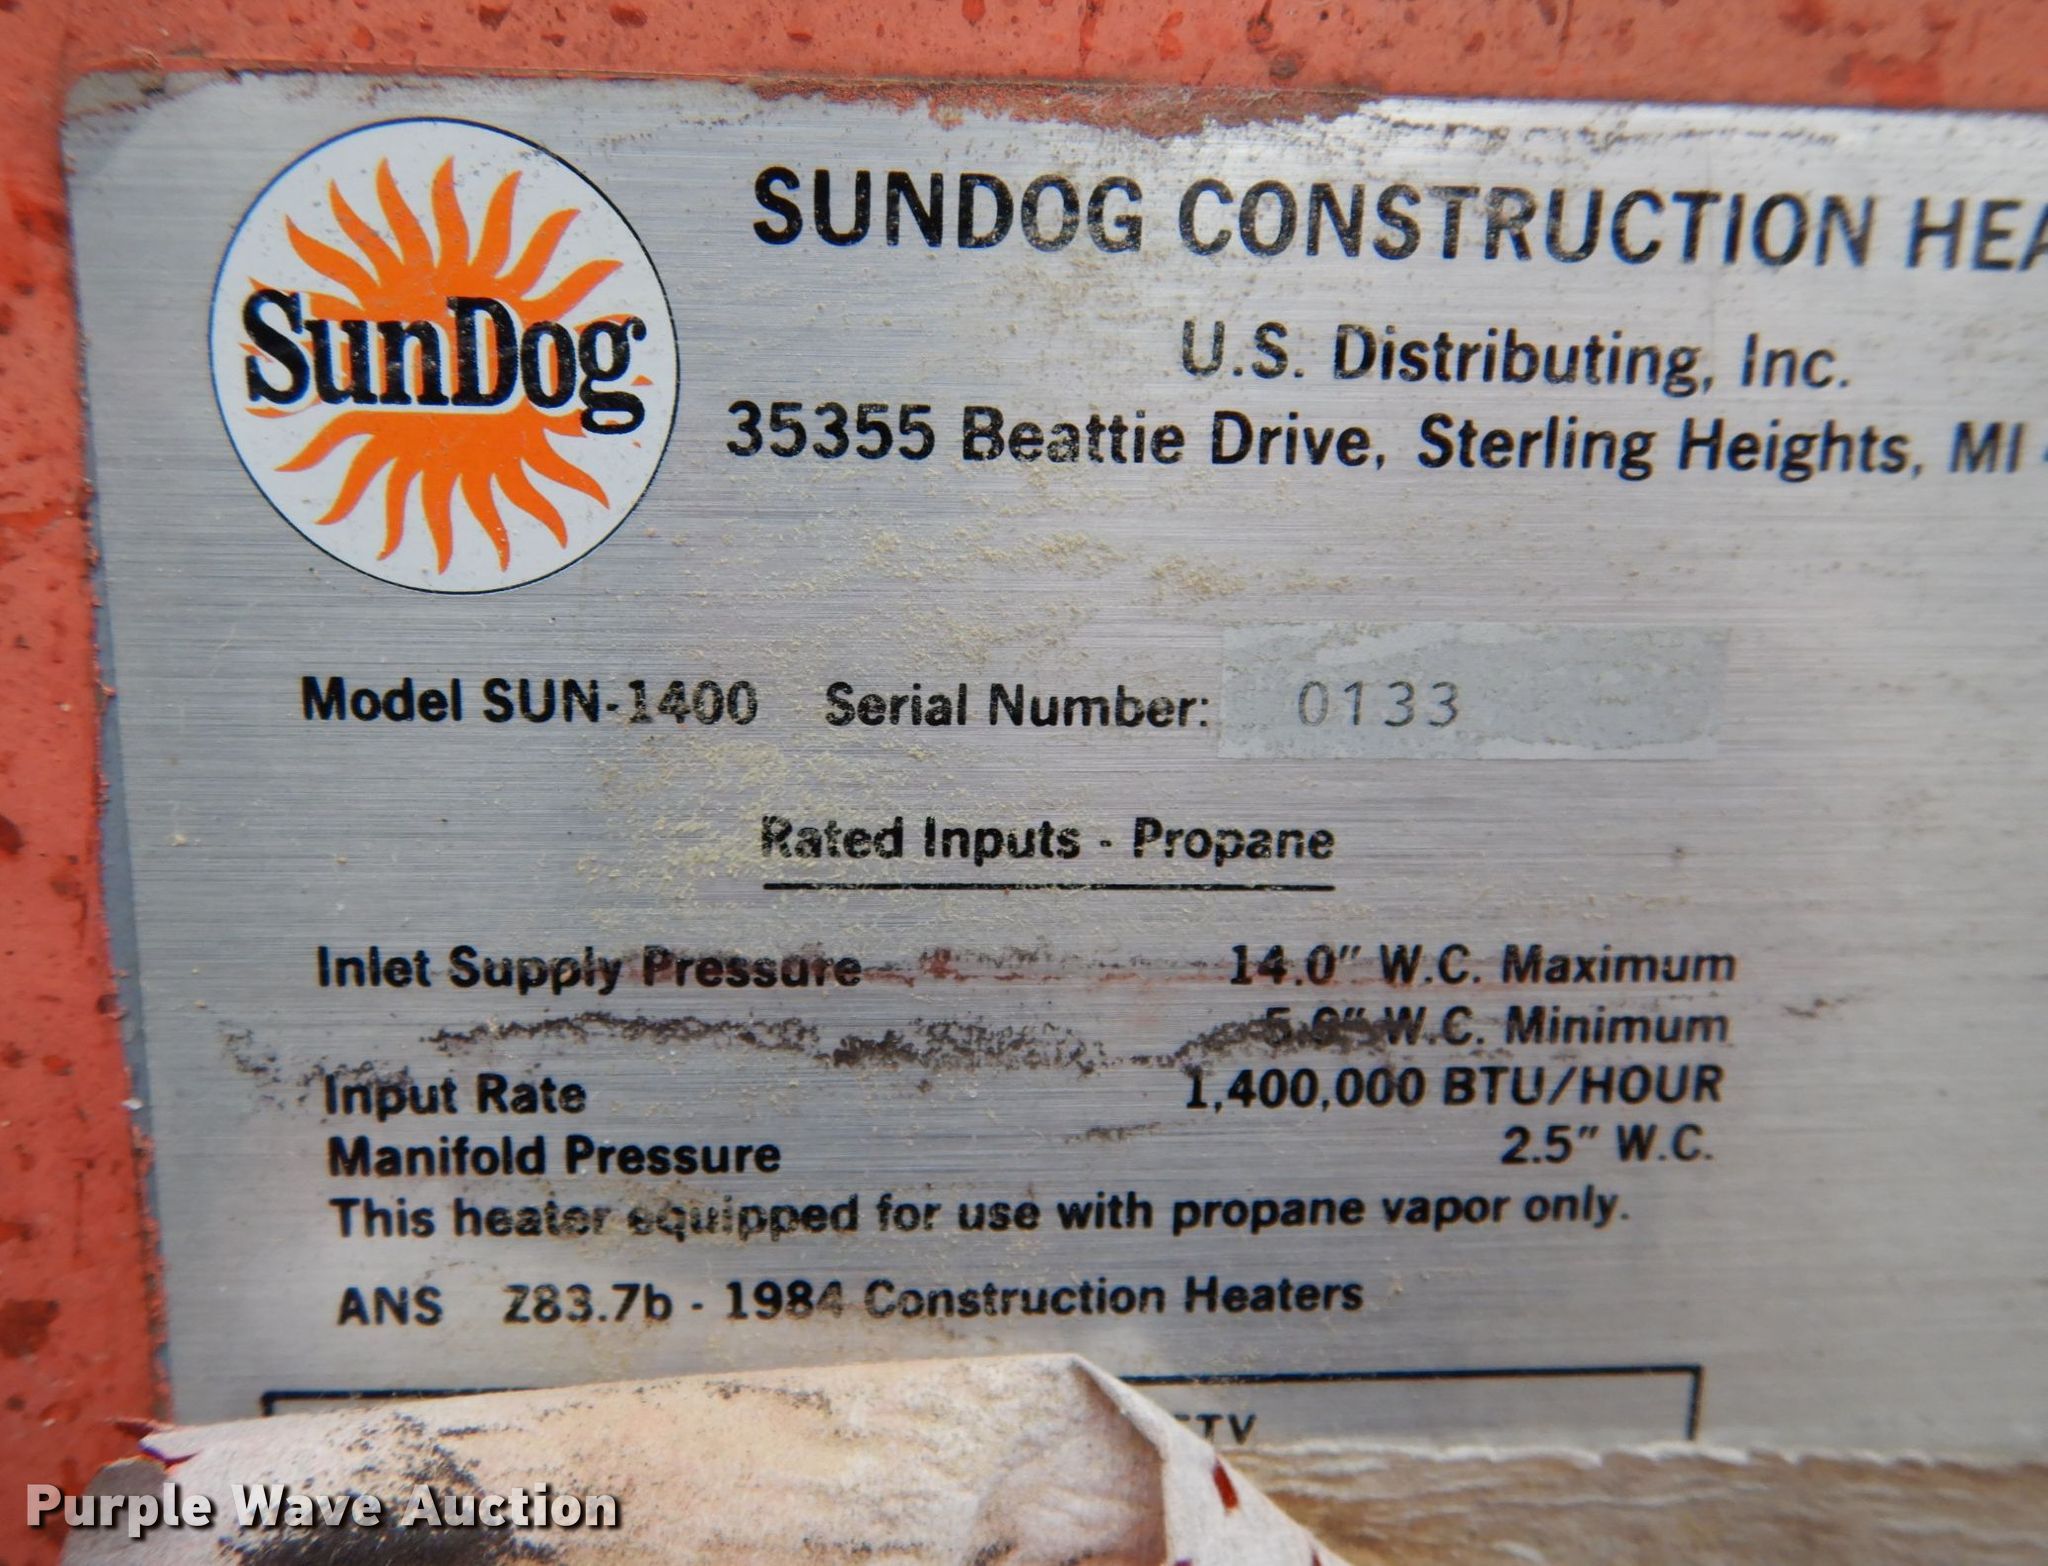 SunDog
SUNDOG CONSTRUCTION HEA
U.S. Distributing, Inc.
35355 Beattie Drive, Sterling Heights, MI
Model SUN-1400 Serial Number: 0133
Rated Inputs - Propane
Inlet Supply Pressure 14.0" W.C. Maximum
5.0" W.C. Minimum
Input Rate 1,400,000 BTU/HOUR
Manifold Pressure 2.5" W.C.
This heater equipped for use with propane vapor only.
ANS Z83.7b - 1984 Construction Heaters
Purple Wave Auction